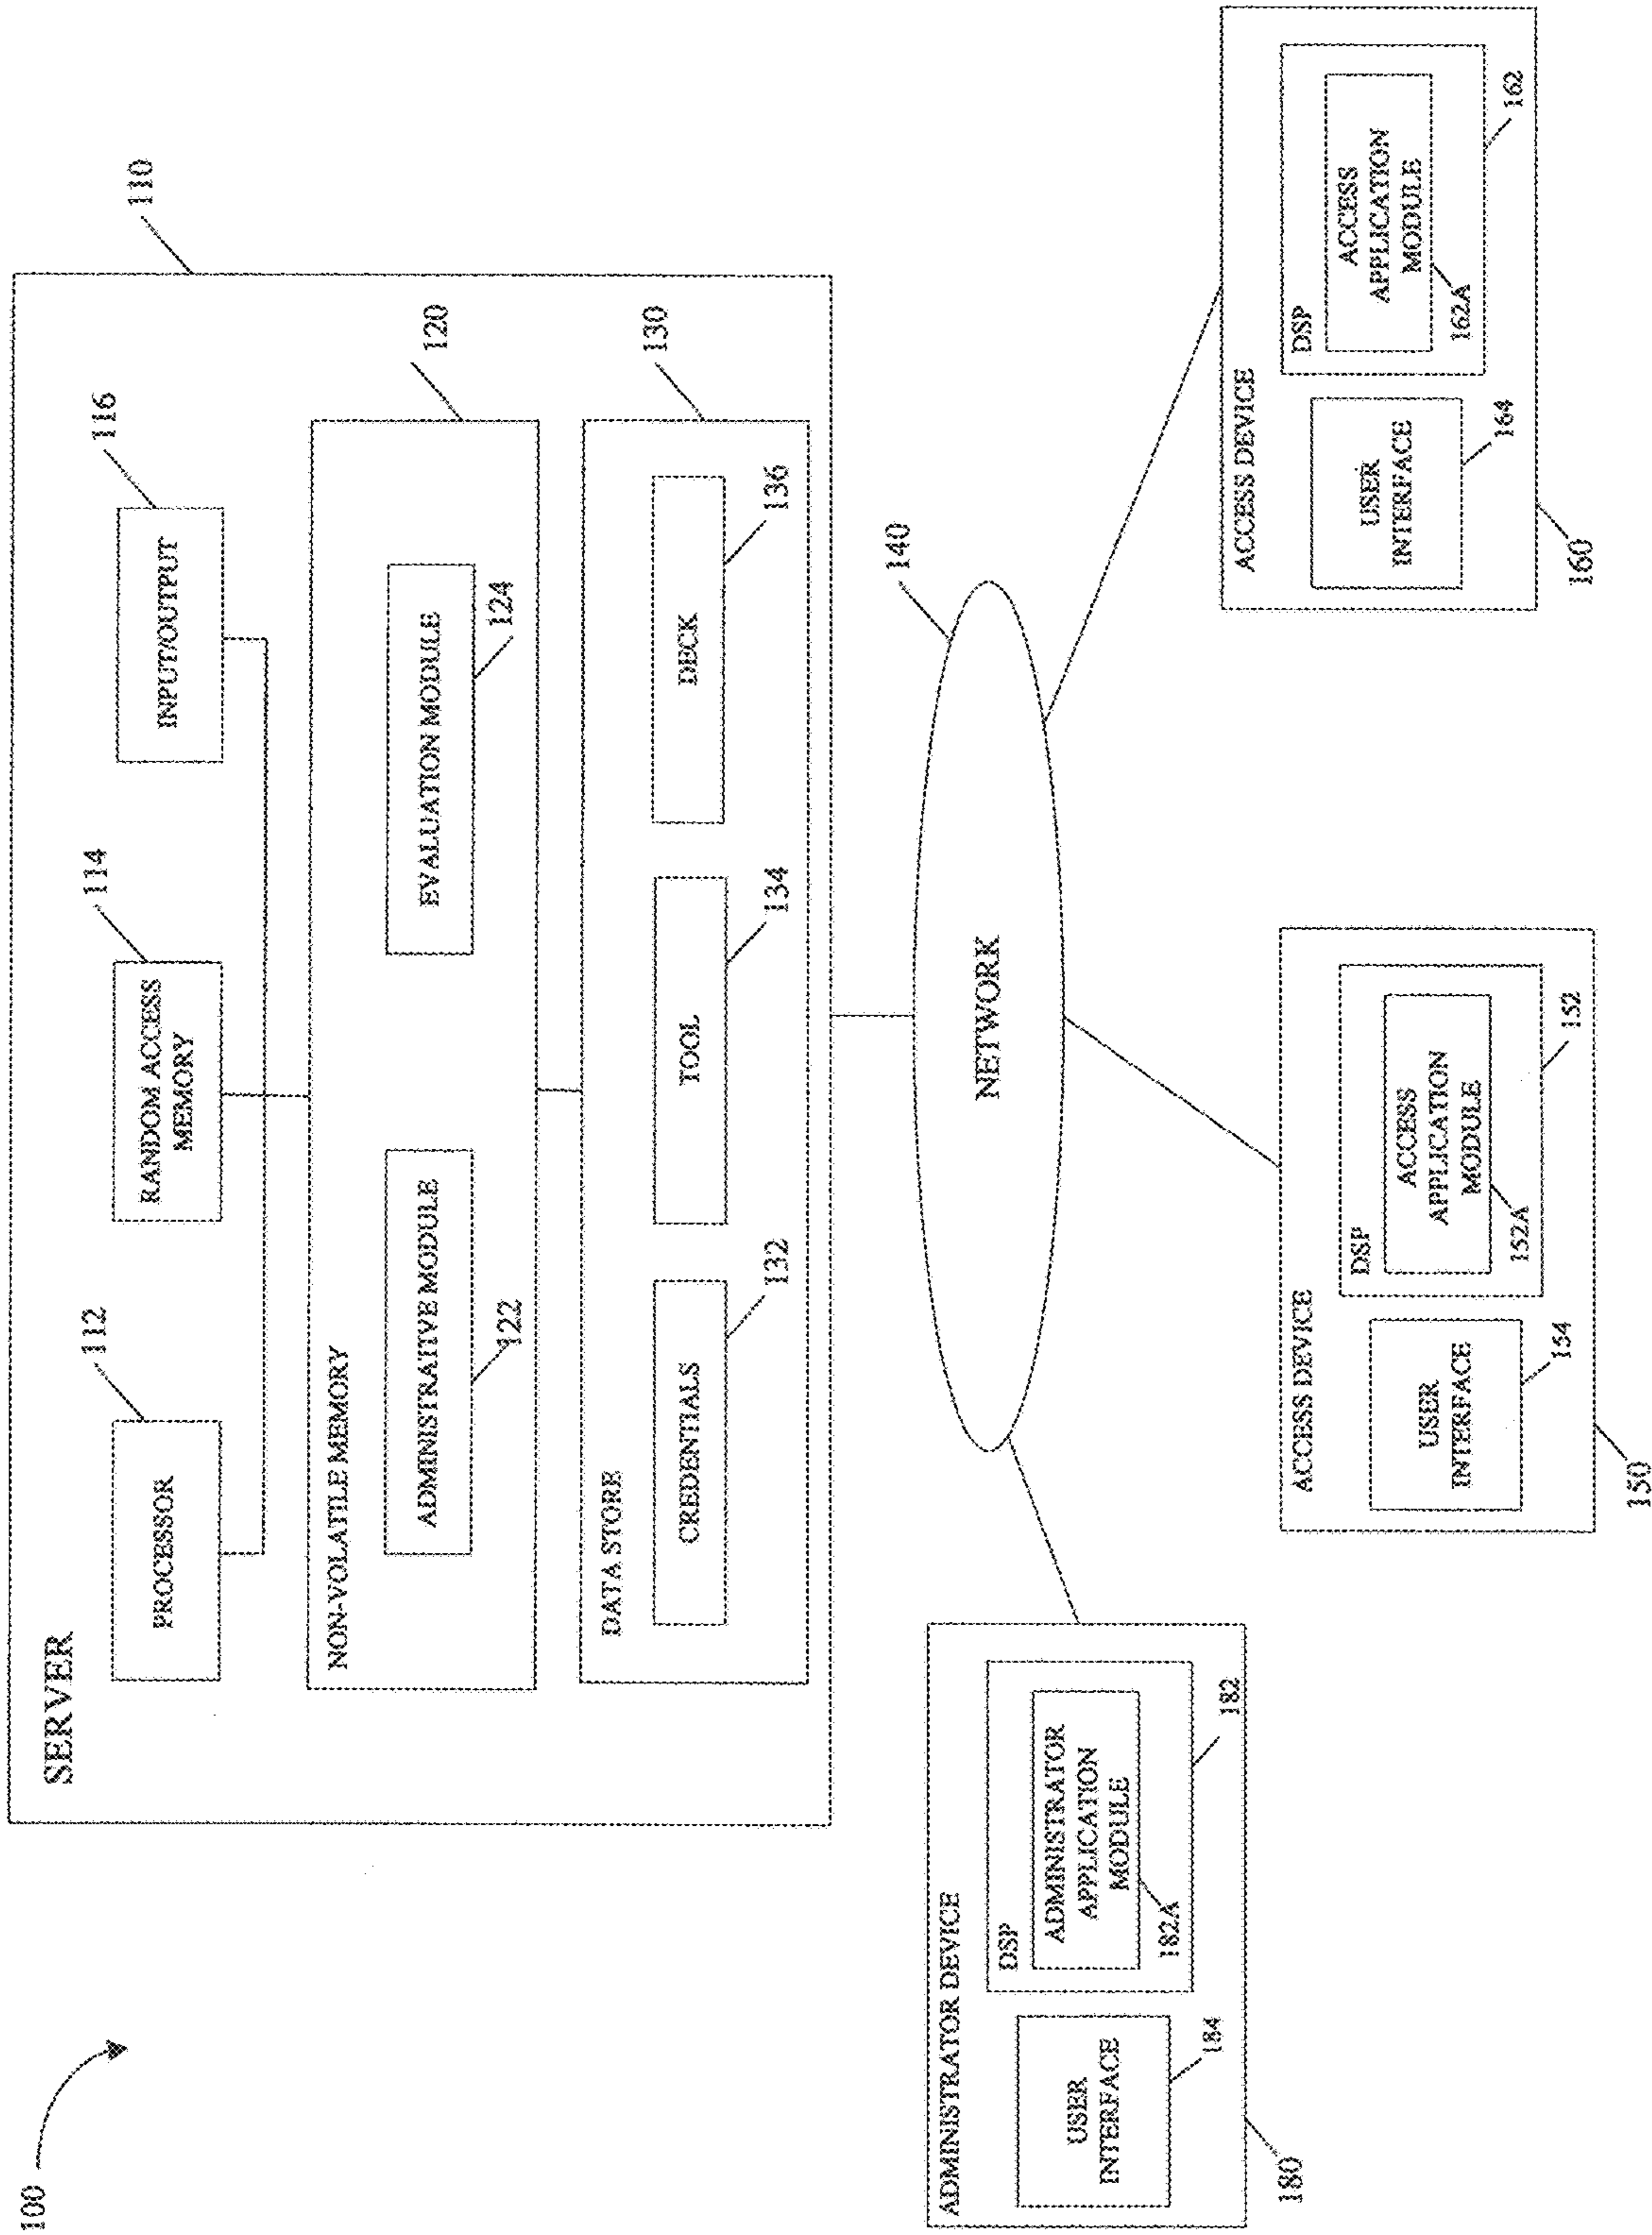 100
SERVER
110
112
114
116
PROCESSOR
RANDOM ACCESS
MEMORY
INPUT/OUTPUT
120
NON-VOLATILE MEMORY
ADMINISTRATIVE MODULE
122
EVALUATION MODULE
124
130
DATA STORE
CREDENTIALS
132
TOOL
134
DECK
136
140
NETWORK
ADMINISTRATOR DEVICE
USER
INTERFACE
184
DSP
ADMINISTRATOR
APPLICATION
MODULE
182A
182
180
ACCESS DEVICE
USER
INTERFACE
154
DSP
ACCESS
APPLICATION
MODULE
152A
152
150
ACCESS DEVICE
USER
INTERFACE
164
DSP
ACCESS
APPLICATION
MODULE
162A
162
160